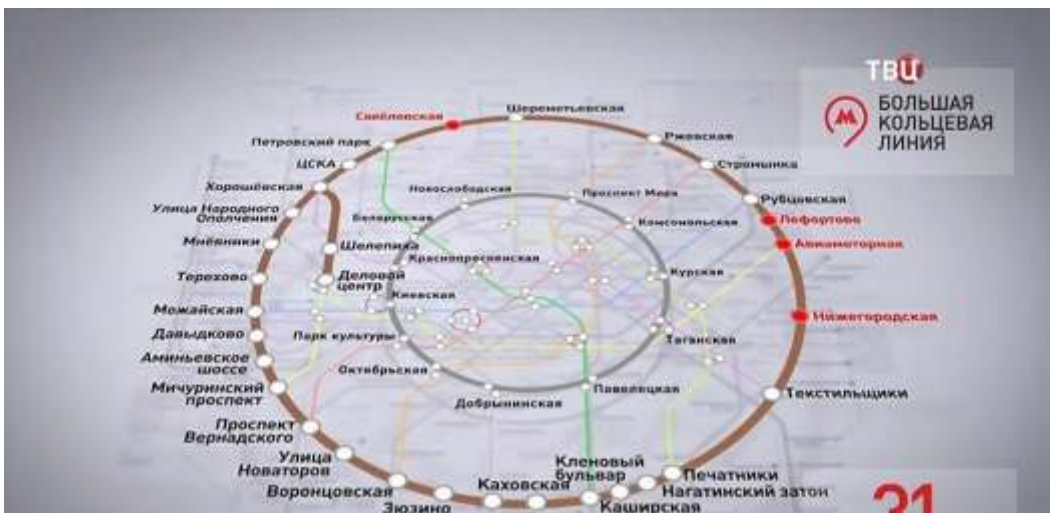 ТВЦ
БОЛЬШАЯ
КОЛЬЦЕВАЯ
ЛИНИЯ
Савёловская
Шереметьевская
Петровский парк
Ржевская
ЦСКА
Стромынка
Хорошёвская
Новослободская
Проспект Мира
Рубцовская
Улица Народного
Ополчения
Белорусская
Комсомольская
Лефортово
Мнёвники
Шелепиха
Авиамоторная
Краснопресненская
Терехово
Деловой
центр
Курская
Киевская
Можайская
Нижегородская
Давыдково
Парк культуры
Таганская
Аминьевское
шоссе
Октябрьская
Мичуринский
проспект
Павелецкая
Добрынинская
Текстильщики
Проспект
Вернадского
Улица
Новаторов
Кленовый
бульвар
Печатники
Воронцовская
Каховская
Нагатинский затон
Зюзино
Каширская
31